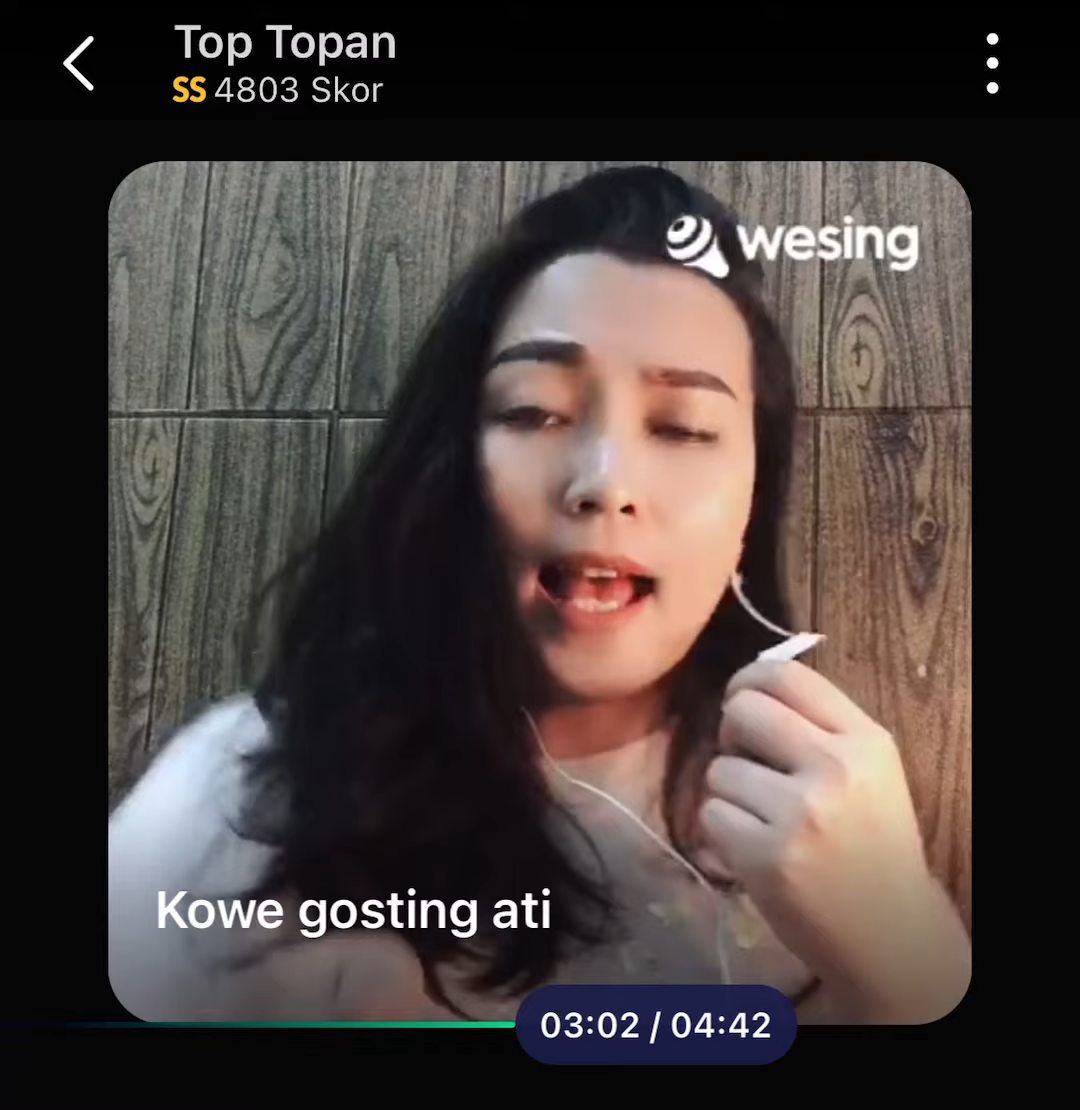 Top Topan
SS 4803 Skor
wesing
Kowe gosting ati
03:02 / 04:42